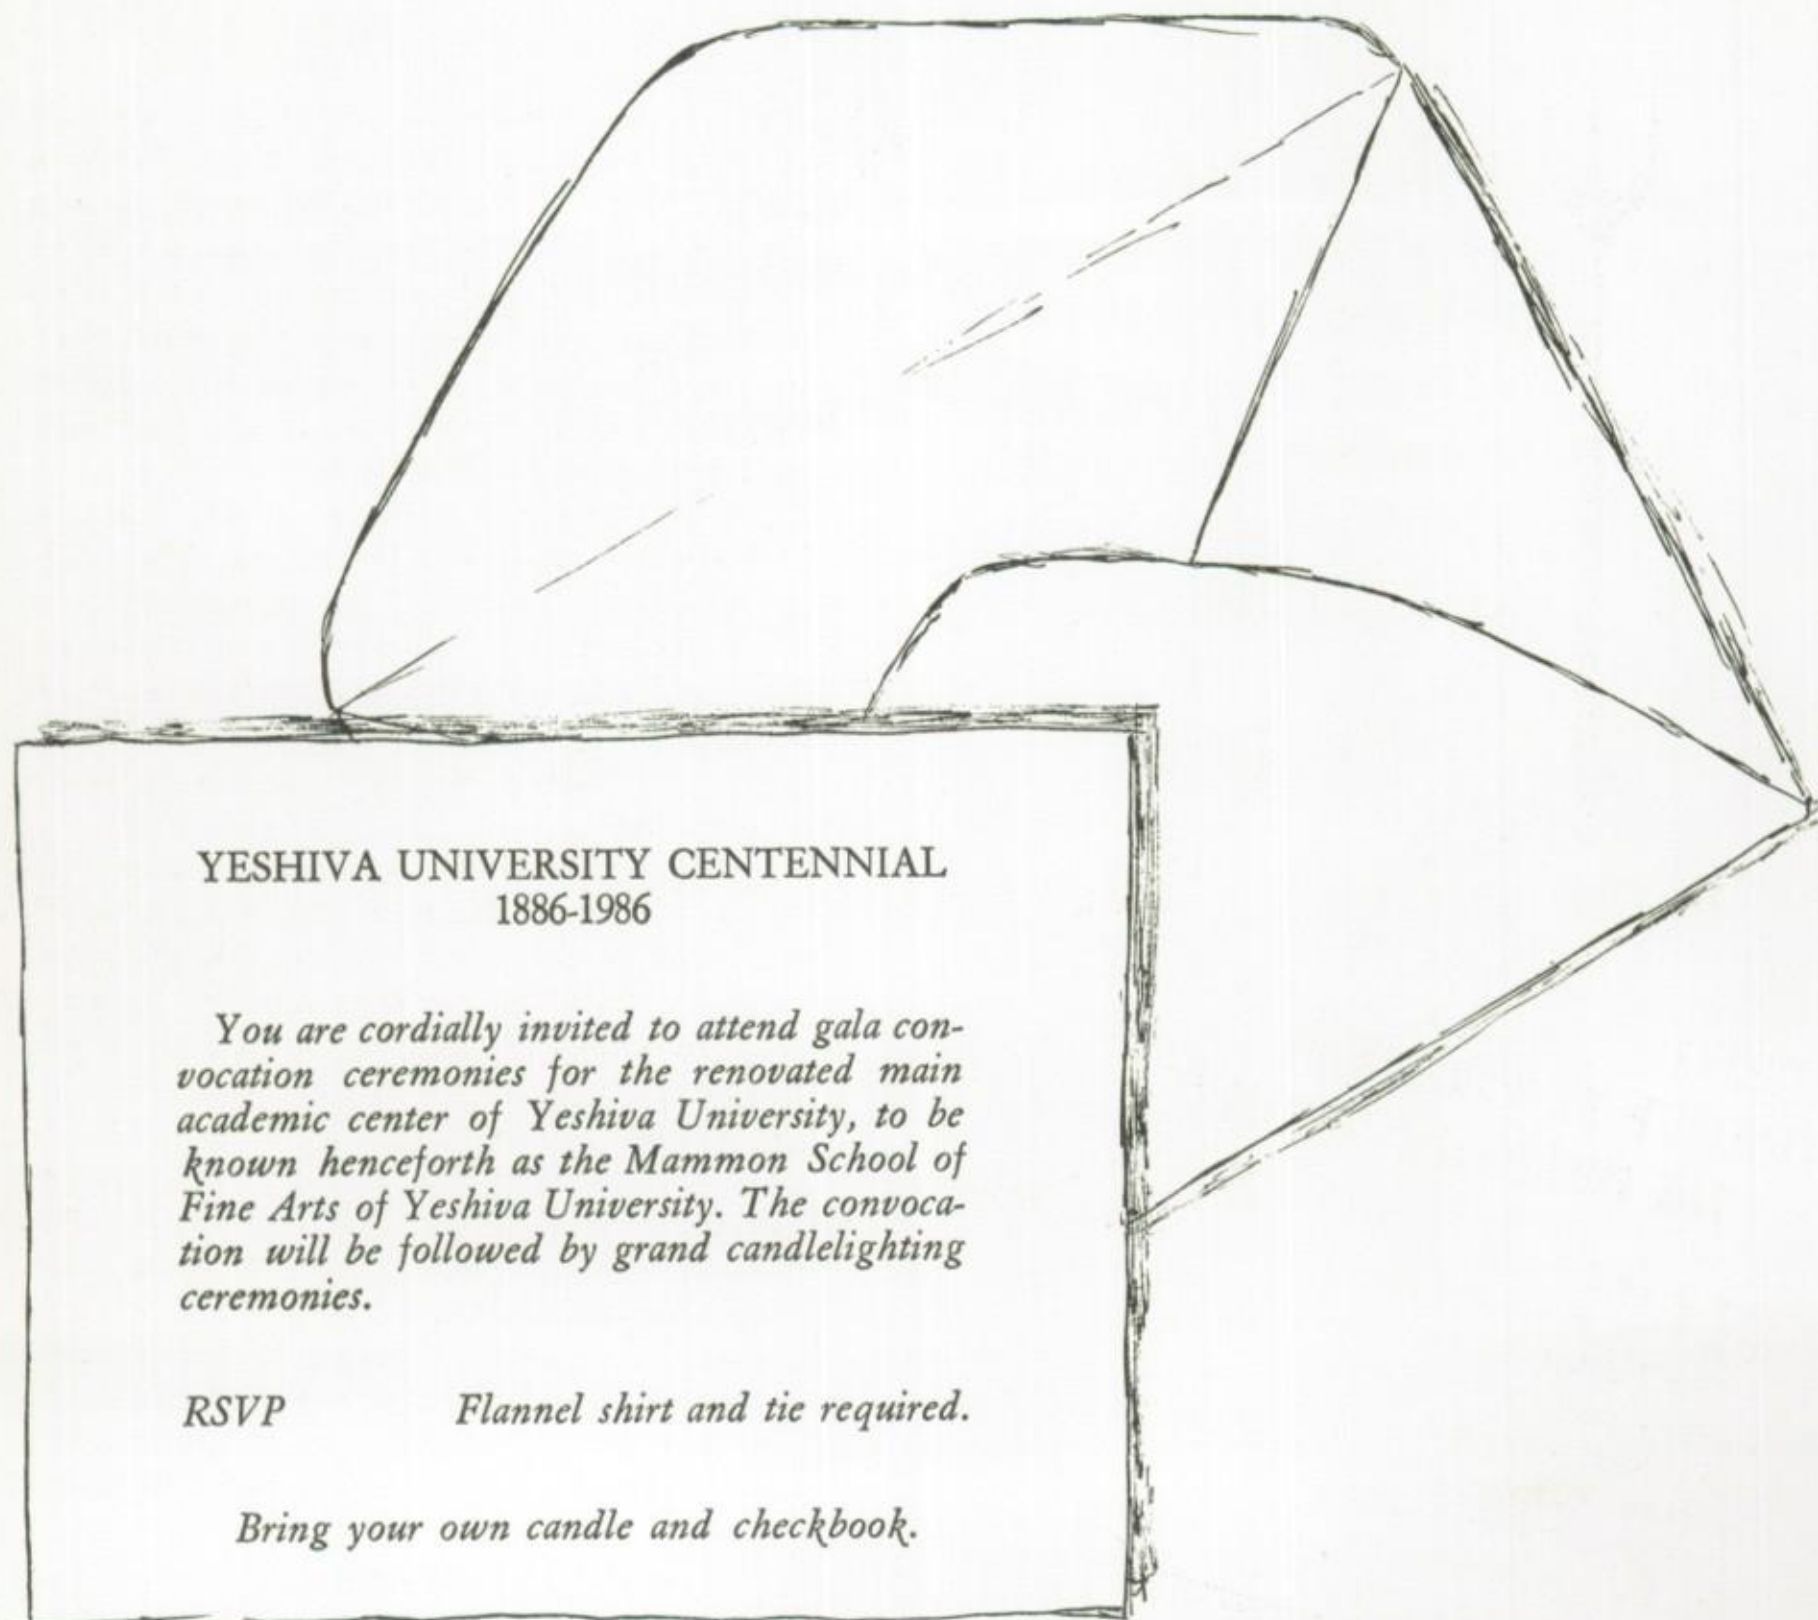 YESHIVA UNIVERSITY CENTENNIAL
1886-1986
You are cordially invited to attend gala con-
vocation ceremonies for the renovated main
academic center of Yeshiva University, to be
known henceforth as the Mammon School of
Fine Arts of Yeshiva University. The convoca-
tion will be followed by grand candlelighting
ceremonies.
RSVP Flannel shirt and tie required.
Bring your own candle and checkbook.